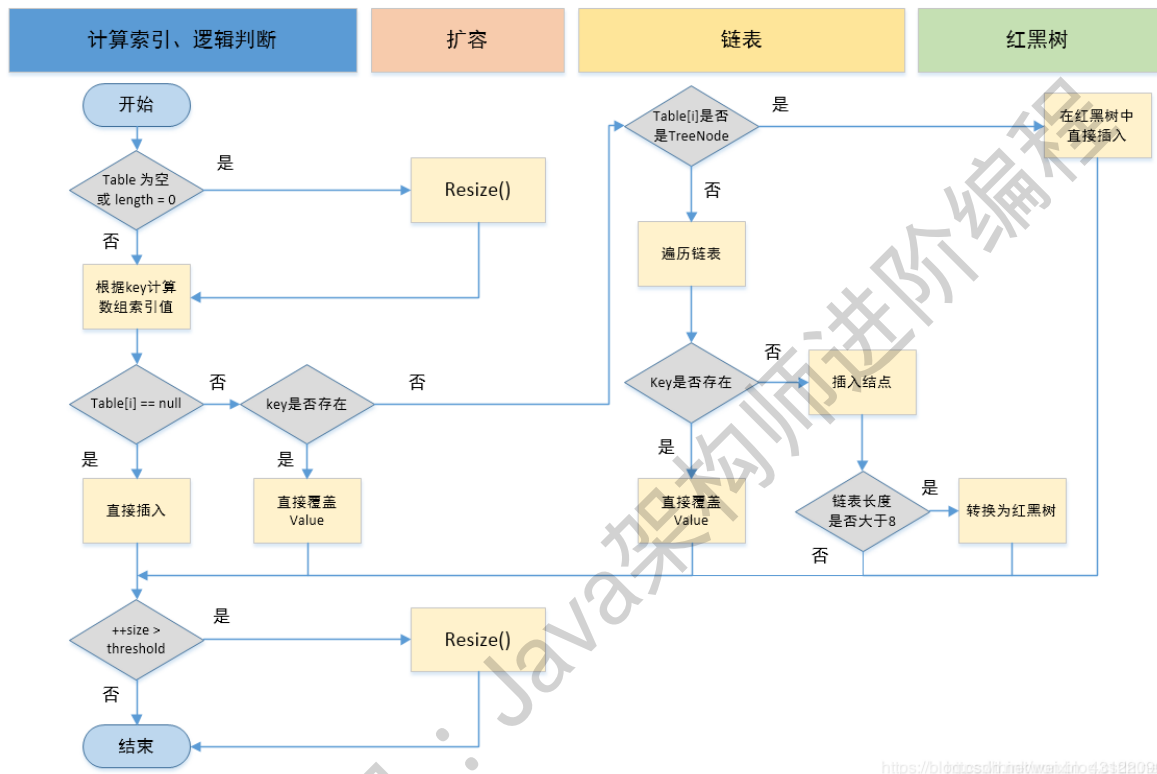 计算索引、逻辑判断
扩容
链表
红黑树
开始
Table 为空
或 length = 0
是
Resize()
否
根据key计算
数组索引值
Table[i] == null
否
key是否存在
否
是
直接插入
是
直接覆盖
Value
Table[i]是否
是TreeNode
是
在红黑树中
直接插入
否
遍历链表
Key是否存在
否
插入结点
是
直接覆盖
Value
链表长度
是否大于8
是
转换为红黑树
否
++size >
threshold
是
Resize()
否
结束
：Java架构师进阶编程